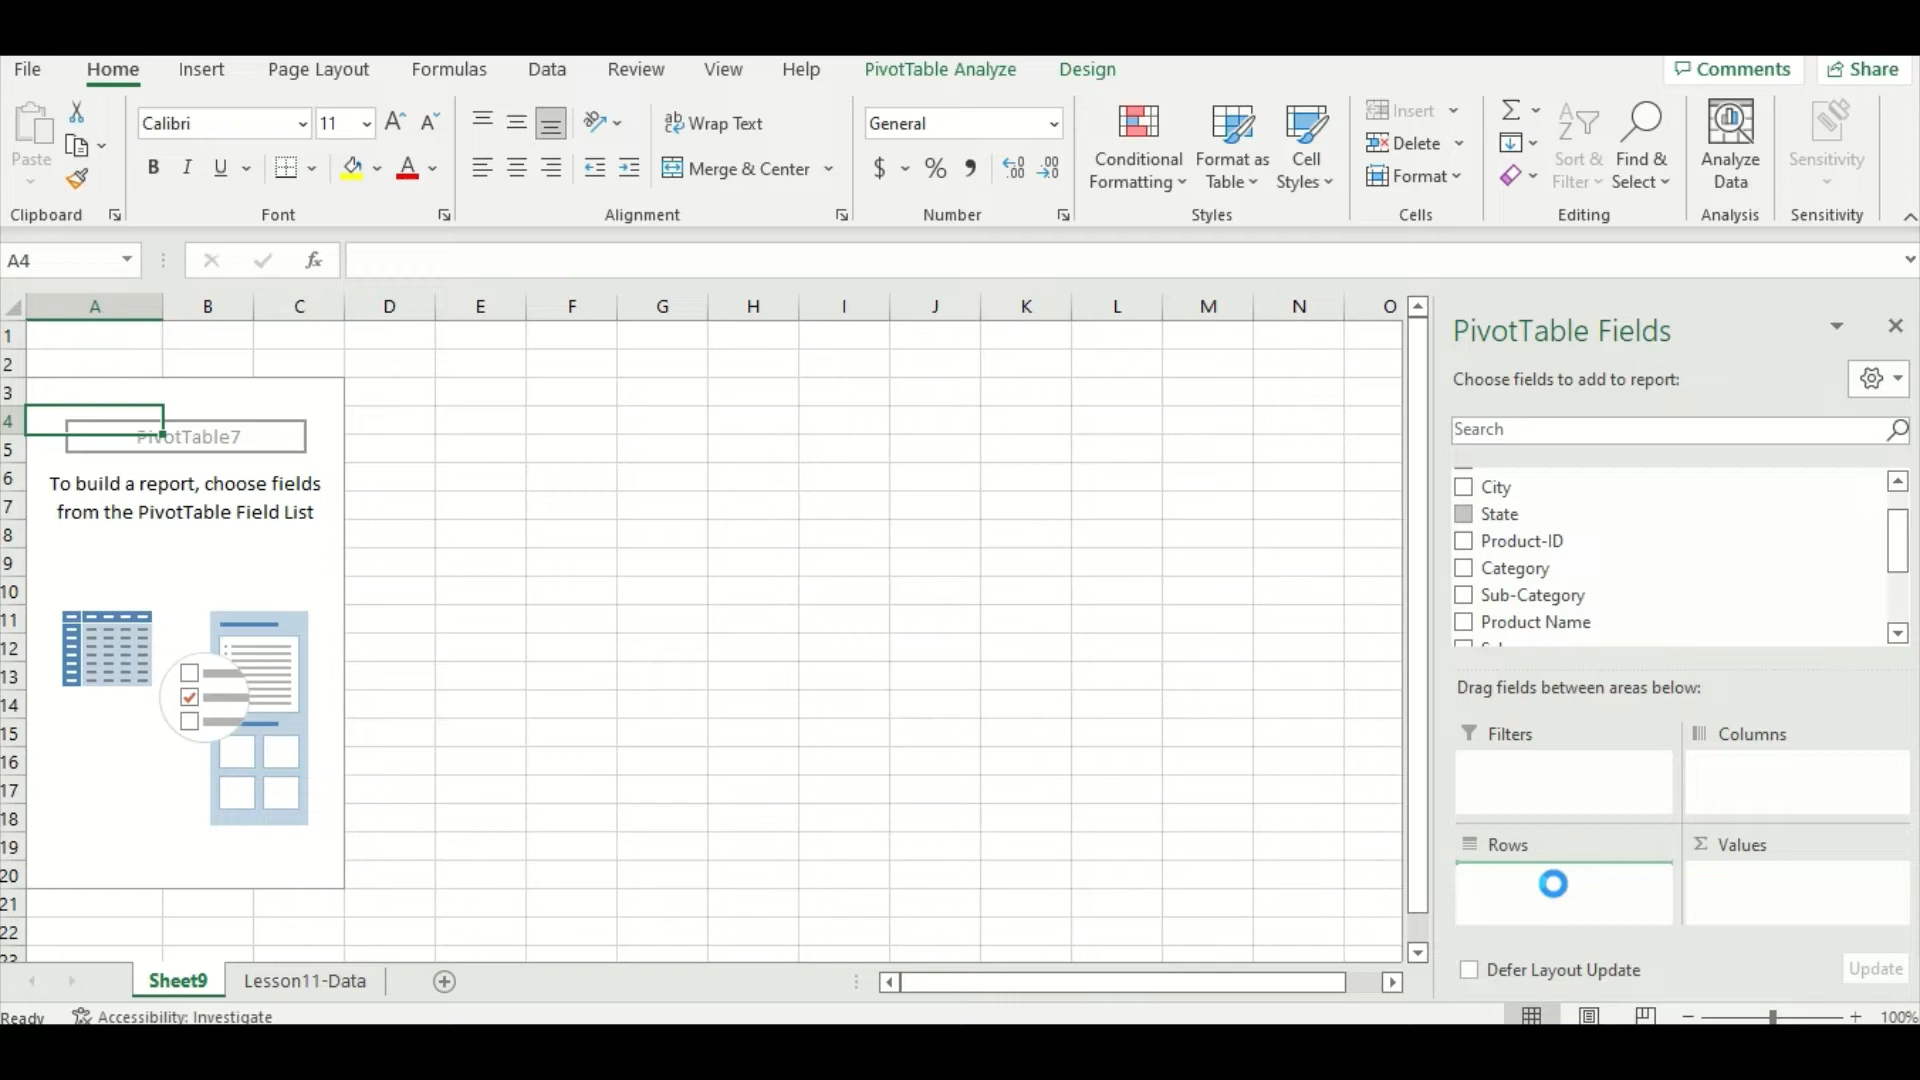 File Home Insert Page Layout Formulas Data Review View Help PivotTable Analyze Design Comments Share
Calibri 11 Wrap Text General Insert
Paste B I U Merge & Center $ % Conditional Formatting Format as Table Cell Styles Delete Format Sort & Filter Find & Select Analyze Data Sensitivity
Clipboard Font Alignment Number Styles Cells Editing Analysis Sensitivity
A4 fx
A B C D E F G H I J K L M N O
1
2
3
4
5
6
7
8
9
10
11
12
13
14
15
16
17
18
19
20
21
22
23
PivotTable7
To build a report, choose fields
from the PivotTable Field List
PivotTable Fields
Choose fields to add to report:
Search
City
State
Product-ID
Category
Sub-Category
Product Name
Drag fields between areas below:
Filters Columns
Rows Values
Defer Layout Update Update
Sheet9 Lesson11-Data
Ready Accessibility: Investigate 100%